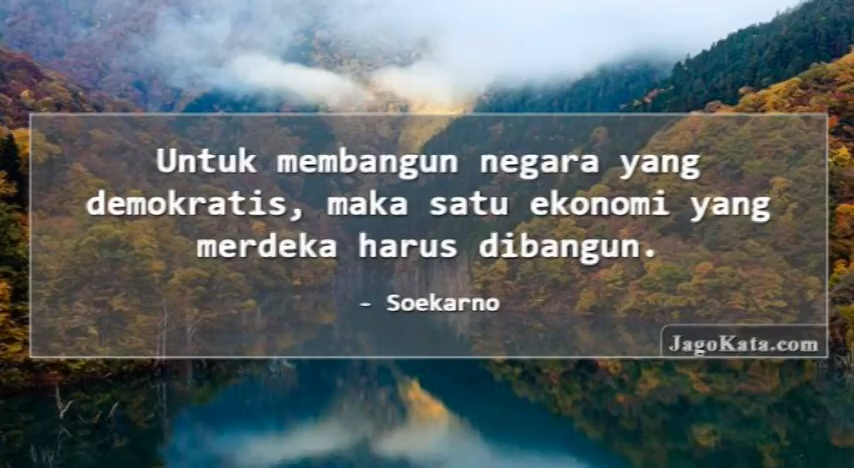 Untuk membangun negara yang
demokratis, maka satu ekonomi yang
merdeka harus dibangun.
- Soekarno
JagoKata.com